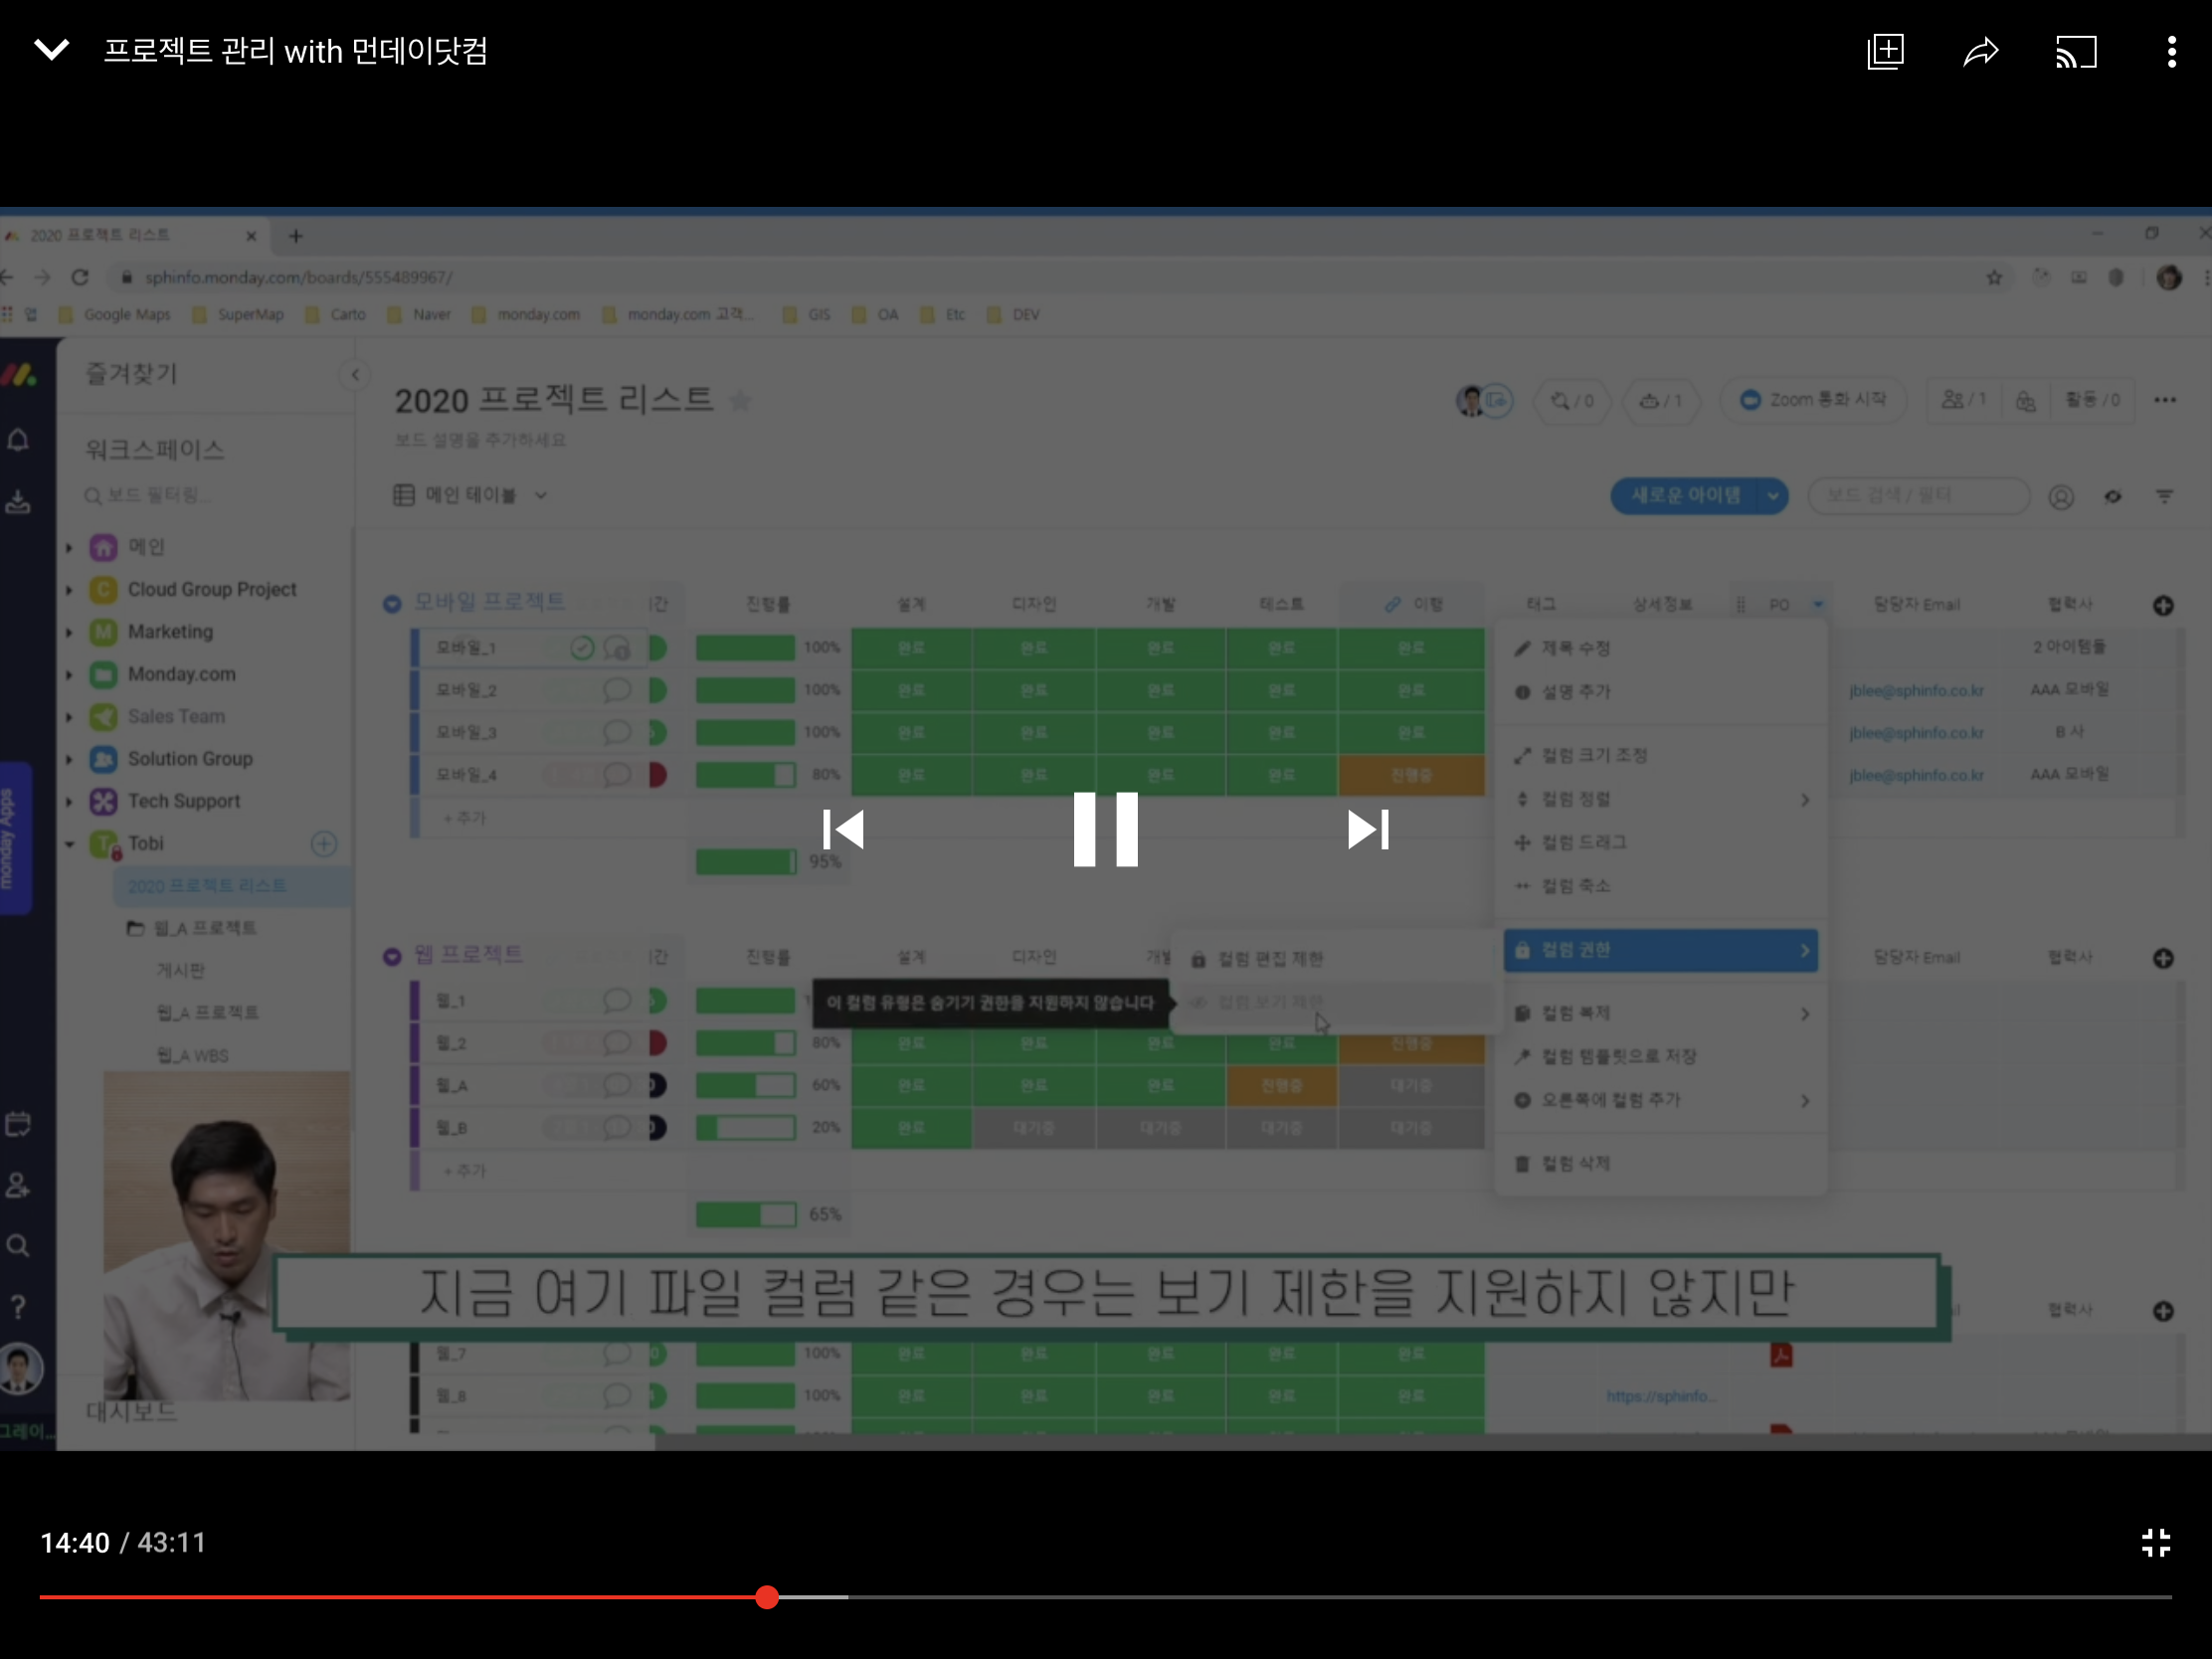 프로젝트 관리 with 먼데이닷컴
2020 프로젝트 리스트
sphinfo.monday.com/boards/555489967/
앱 Google Maps SuperMap Carto Naver monday.com monday.com 고객... GIS OA Etc DEV
즐겨찾기
워크스페이스
보드 필터링...
메인
Cloud Group Project
Marketing
Monday.com
Sales Team
Solution Group
Tech Support
Tobi
2020 프로젝트 리스트
웹_A 프로젝트
게시판
웹_A 프로젝트
웹_A WBS
대시보드
monday Apps
그레이...
2020 프로젝트 리스트
보드 설명을 추가하세요
/ 0
/ 1
Zoom 통화 시작
/ 1
활동 / 0
메인 테이블
새로운 아이템
보드 검색 / 필터
모바일 프로젝트 간 진행률 설계 디자인 개발 테스트 이행 태그 상세정보 PO 담당자 Email 협력사
모바일_1 100% 완료 완료 완료 완료 완료 2 아이템들
모바일_2 100% 완료 완료 완료 완료 완료 jblee@sphinfo.co.kr AAA 모바일
모바일_3 100% 완료 완료 완료 완료 완료 jblee@sphinfo.co.kr B 사
모바일_4 80% 완료 완료 완료 완료 진행중 jblee@sphinfo.co.kr AAA 모바일
+ 추가
95%
제목 수정
설명 추가
컬럼 크기 조정
컬럼 정렬
컬럼 드래그
컬럼 축소
컬럼 권한
컬럼 복제
컬럼 템플릿으로 저장
오른쪽에 컬럼 추가
컬럼 삭제
컬럼 편집 제한
컬럼 보기 제한
이 컬럼 유형은 숨기기 권한을 지원하지 않습니다
웹 프로젝트 간 진행률 설계 디자인 개발 담당자 Email 협력사
웹_1
웹_2 80% 완료 완료 완료 완료 진행중
웹_A 60% 완료 완료 완료 진행중 대기중
웹_B 20% 완료 대기중 대기중 대기중 대기중
+ 추가
65%
협력사
지금 여기 파일 컬럼 같은 경우는 보기 제한을 지원하지 않지만
웹_7 100% 완료 완료 완료 완료 완료
웹_8 100% 완료 완료 완료 완료 완료 https://sphinfo...
14:40 / 43:11